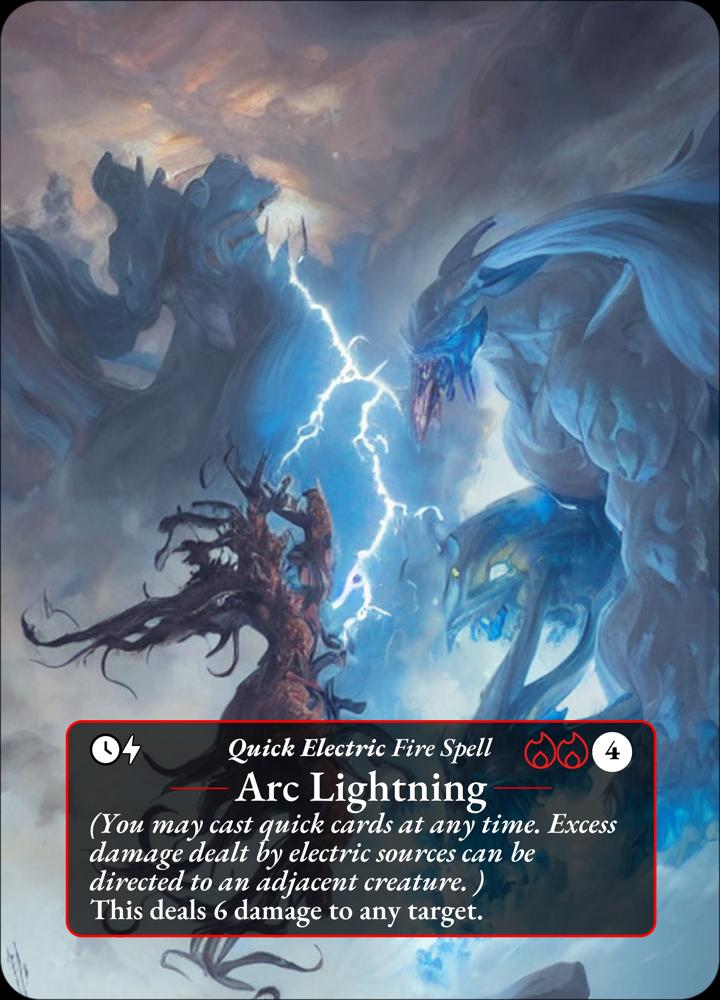 Quick Electric Fire Spell 4
Arc Lightning
(You may cast quick cards at any time. Excess
damage dealt by electric sources can be
directed to an adjacent creature. )
This deals 6 damage to any target.